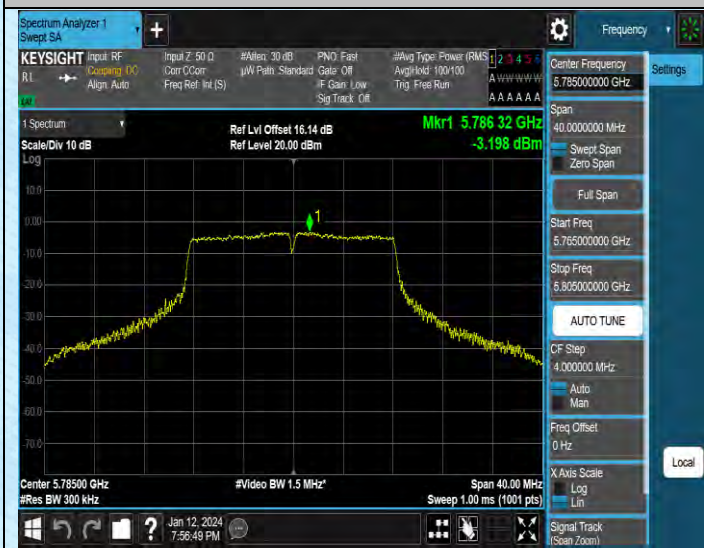 Spectrum Analyzer 1
Swept SA
+
Frequency
KEYSIGHT
RL
Input: RF
Coupling: DC
Align: Auto
Input Z: 50 Ω
Corr CCorr
Freq Ref: Int (S)
#Atten: 30 dB
µW Path: Standard
PNO: Fast
Gate: Off
IF Gain: Low
Sig Track: Off
#Avg Type: Power (RMS
Avg|Hold: 100/100
Trig: Free Run
1 2 3 4 5 6
A W W W W W
A A A A A A
1 Spectrum
Scale/Div 10 dB
Ref Lvl Offset 16.14 dB
Ref Level 20.00 dBm
Mkr1 5.786 32 GHz
-3.198 dBm
Log
10.0
0.00
-10.0
-20.0
-30.0
-40.0
-50.0
-60.0
-70.0
1
Center 5.78500 GHz
#Res BW 300 kHz
#Video BW 1.5 MHz*
Span 40.00 MHz
Sweep 1.00 ms (1001 pts)
Center Frequency
5.785000000 GHz
Settings
Span
40.0000000 MHz
Swept Span
Zero Span
Full Span
Start Freq
5.765000000 GHz
Stop Freq
5.805000000 GHz
AUTO TUNE
CF Step
4.000000 MHz
Auto
Man
Freq Offset
0 Hz
X Axis Scale
Log
Lin
Local
Signal Track
(Span Zoom)
?
Jan 12, 2024
7:56:49 PM